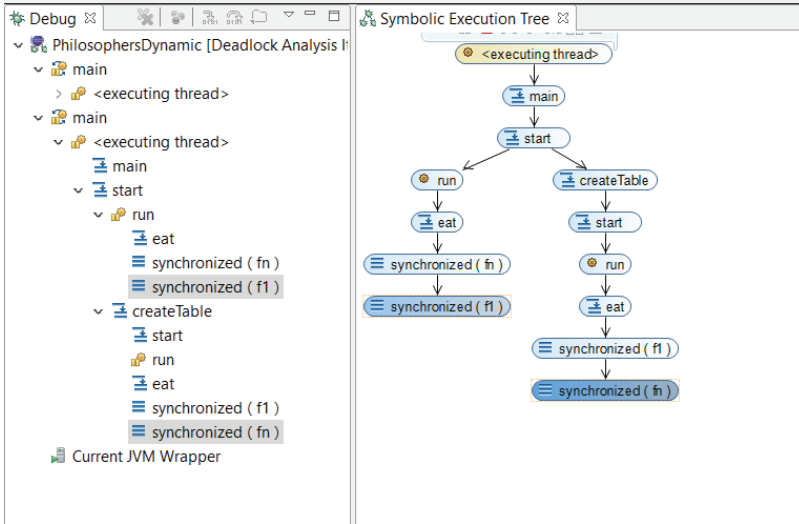 Debug
PhilosophersDynamic [Deadlock Analysis It
main
<executing thread>
main
<executing thread>
main
start
run
eat
synchronized ( fn )
synchronized ( f1 )
createTable
start
run
eat
synchronized ( f1 )
synchronized ( fn )
Current JVM Wrapper
Symbolic Execution Tree
<executing thread>
main
start
run
createTable
eat
start
synchronized ( fn )
run
synchronized ( f1 )
eat
synchronized ( f1 )
synchronized ( fn )